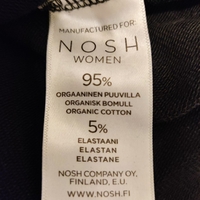 MANUFACTURED FOR:
NOSH
WOMEN
95%
ORGAANINEN PUUVILLA
ORGANISK BOMULL
ORGANIC COTTON
5%
ELASTAANI
ELASTAN
ELASTANE
NOSH COMPANY OY,
FINLAND, E.U.
WWW.NOSH.FI